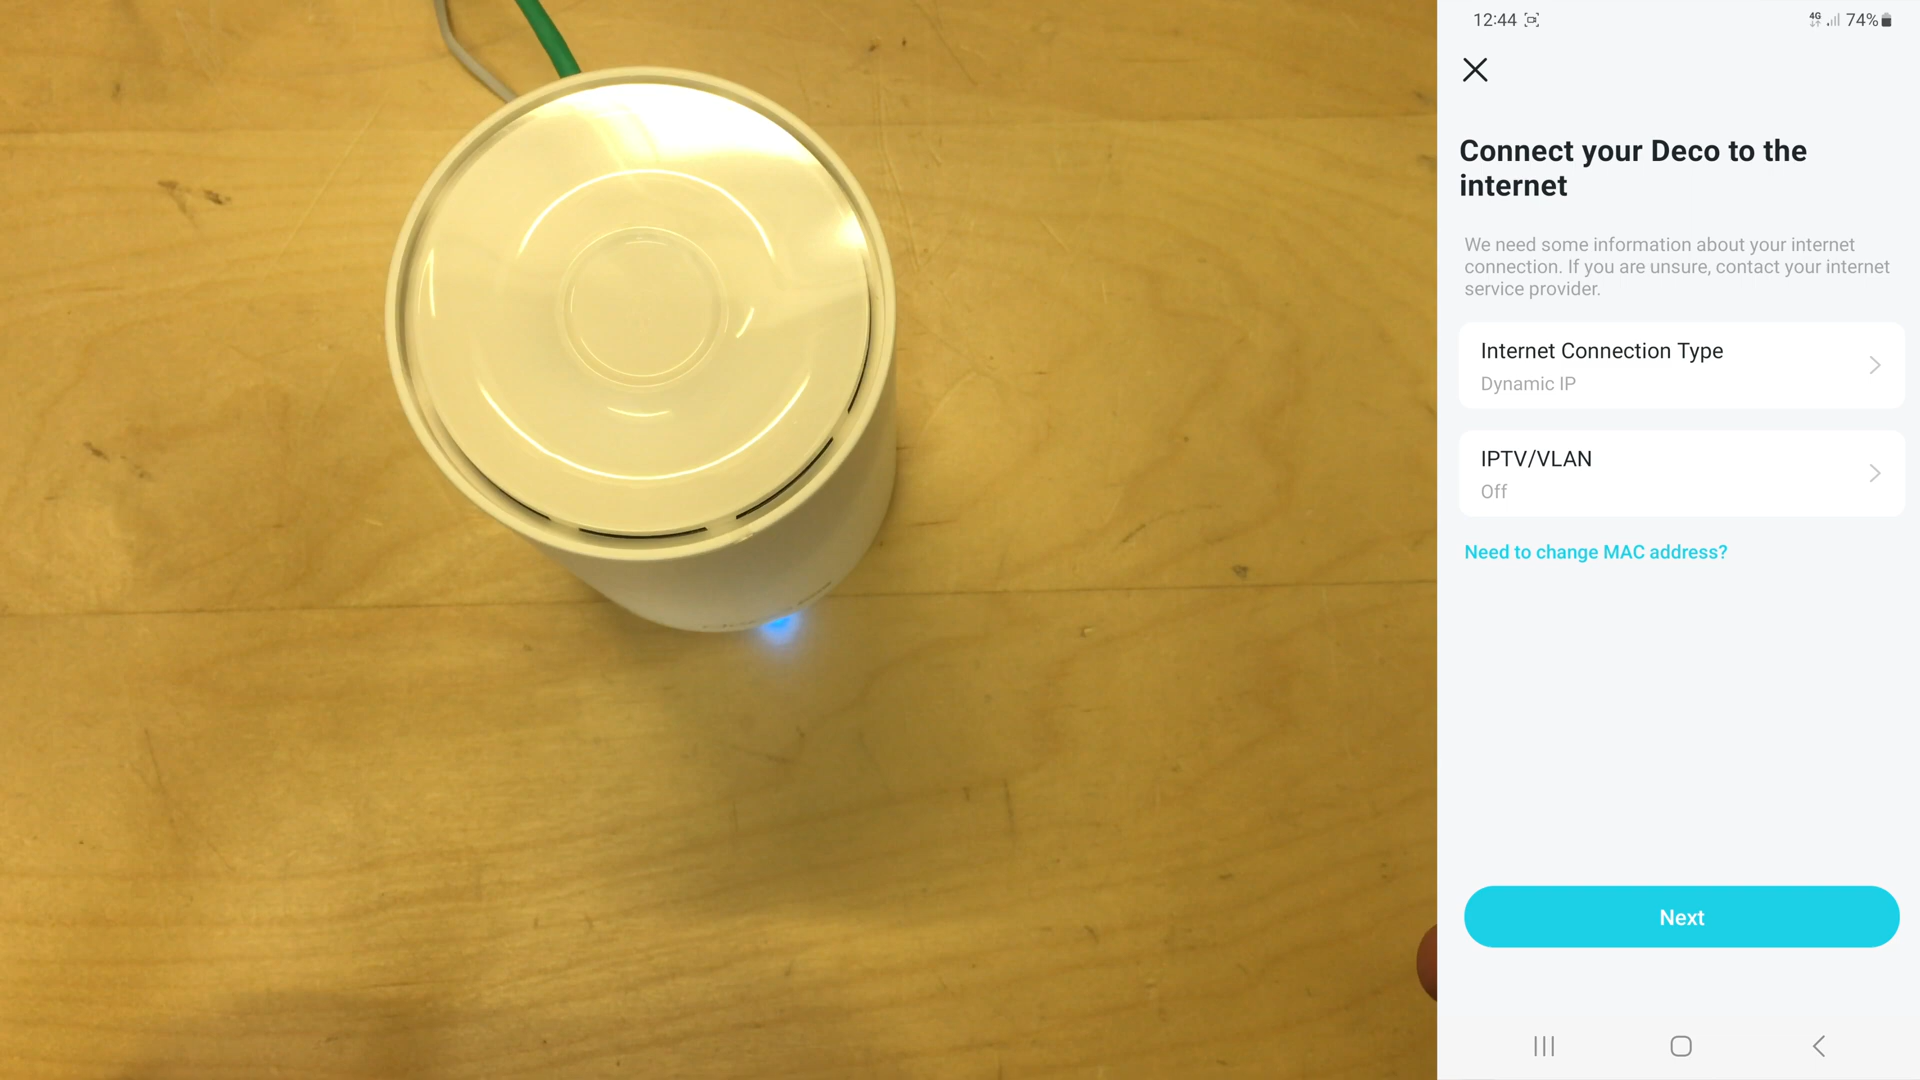 12:44
4G 74%
Connect your Deco to the
internet
We need some information about your internet
connection. If you are unsure, contact your internet
service provider.
Internet Connection Type
Dynamic IP
IPTV/VLAN
Off
Need to change MAC address?
Next